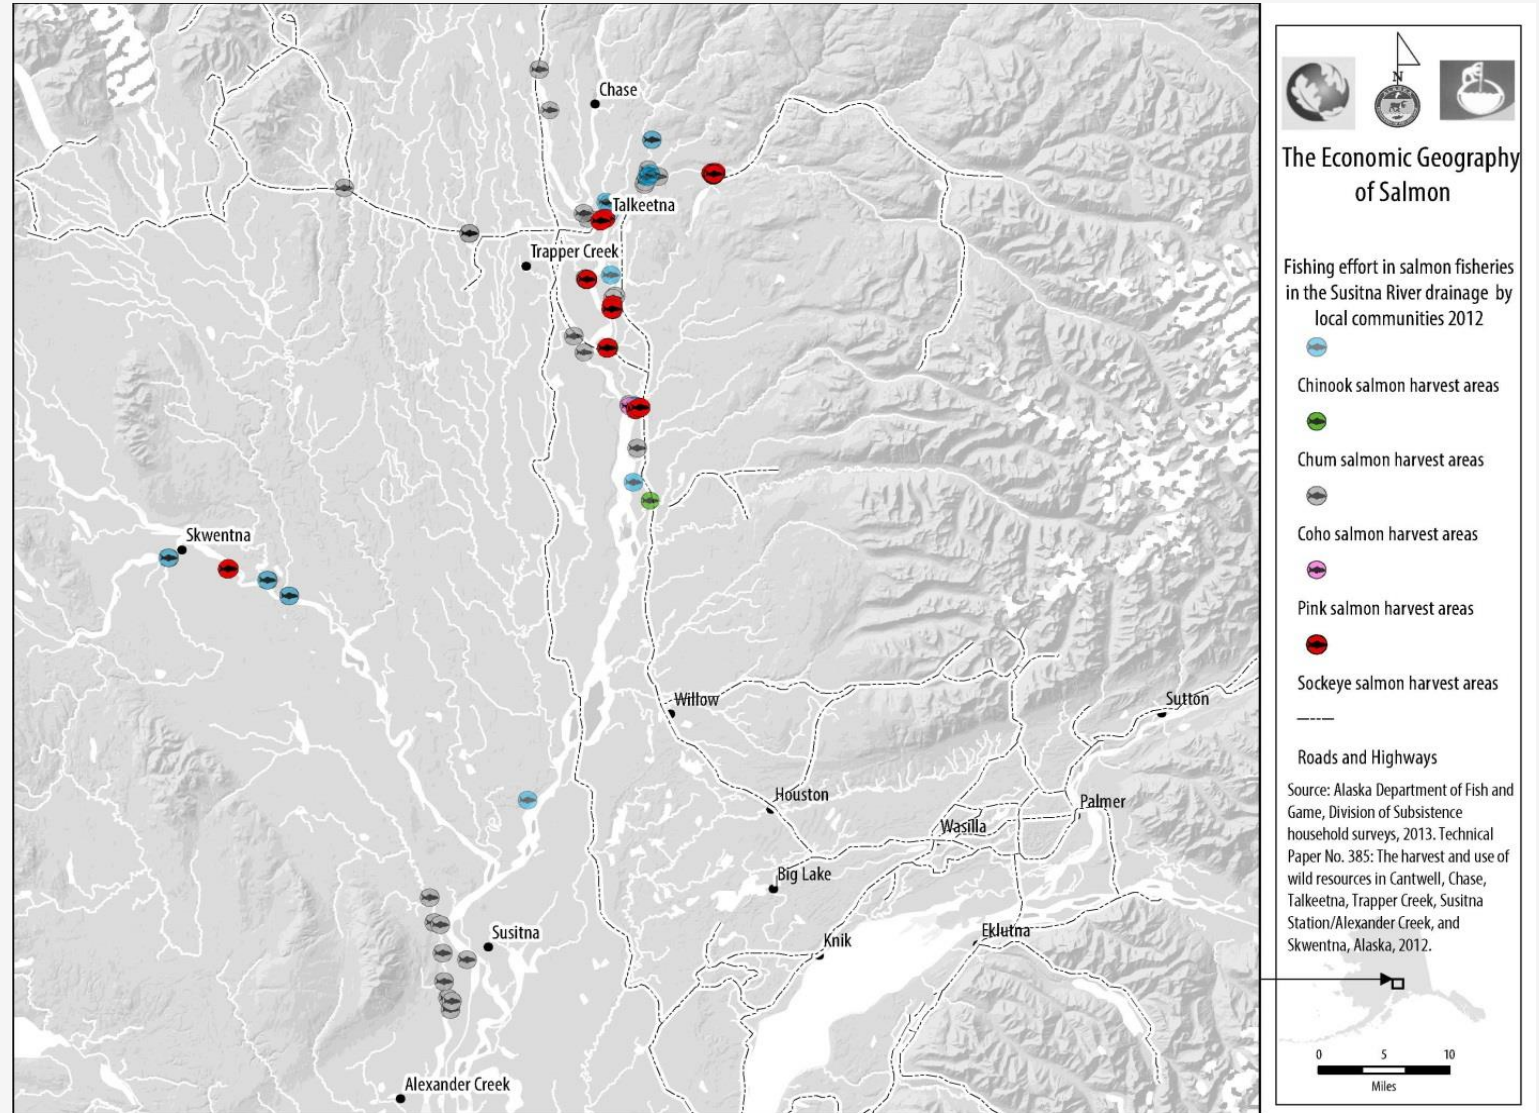 Chase
Talkeetna
Trapper Creek
Skwentna
Willow
Sutton
Houston
Palmer
Wasilla
Big Lake
Susitna
Knik
Eklutna
Alexander Creek
N
ALASKA
The Economic Geography
of Salmon
Fishing effort in salmon fisheries
in the Susitna River drainage by
local communities 2012
Chinook salmon harvest areas
Chum salmon harvest areas
Coho salmon harvest areas
Pink salmon harvest areas
Sockeye salmon harvest areas
Roads and Highways
Source: Alaska Department of Fish and
Game, Division of Subsistence
household surveys, 2013. Technical
Paper No. 385: The harvest and use of
wild resources in Cantwell, Chase,
Talkeetna, Trapper Creek, Susitna
Station/Alexander Creek, and
Skwentna, Alaska, 2012.
0 5 10
Miles